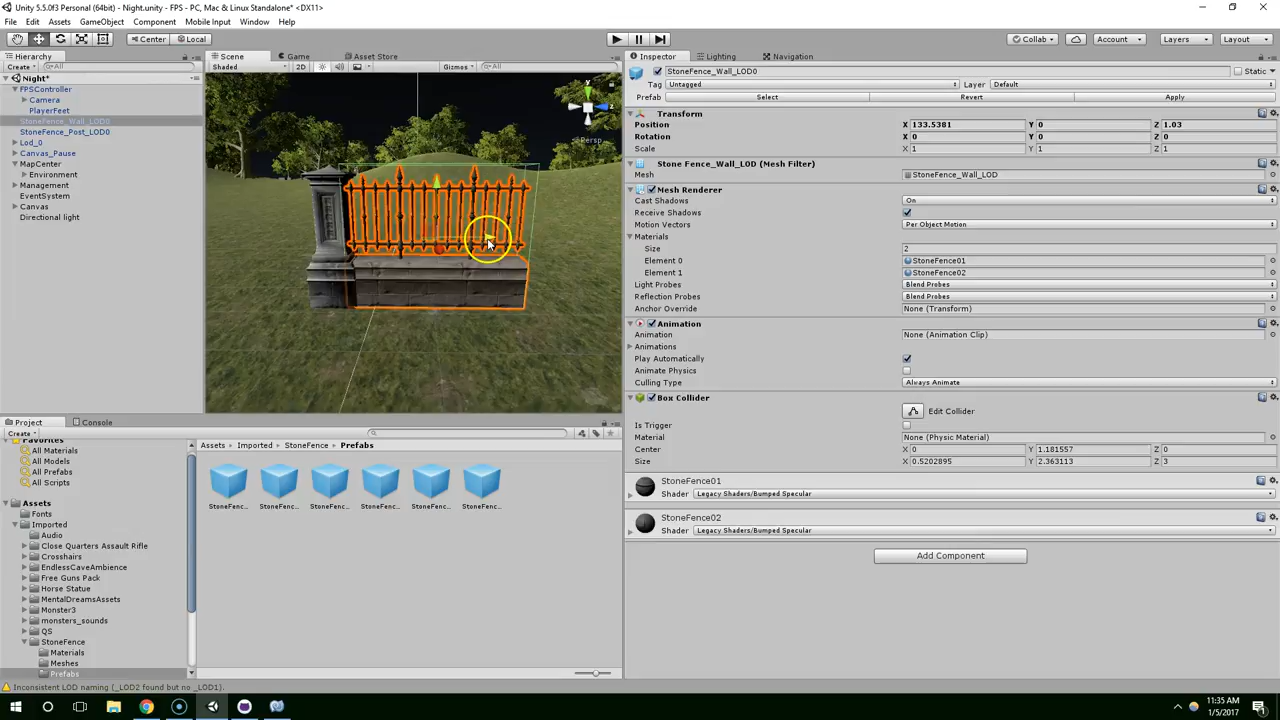 Unity 5.5.0f3 Personal (64bit) - Night.unity - FPS - PC, Mac & Linux Standalone* <DX11>
File Edit Assets GameObject Component Mobile Input Window Help
Center Local Collab Account Layers Layout
Hierarchy
Create All
Night*
FPSController
Camera
PlayerFeet
StoneFence_Wall_LOD0
StoneFence_Post_LOD0
Lod_0
Canvas_Pause
MapCenter
Environment
Management
EventSystem
Canvas
Directional light
Scene Game Asset Store
Shaded 2D Gizmos All
y
z
Persp
Inspector Lighting Navigation
StoneFence_Wall_LOD0 Static
Tag Untagged Layer Default
Prefab Select Revert Apply
Transform
Position X 133.5381 Y 0 Z 1.03
Rotation X 0 Y 0 Z 0
Scale X 1 Y 1 Z 1
Stone Fence_Wall_LOD (Mesh Filter)
Mesh StoneFence_Wall_LOD
Mesh Renderer
Cast Shadows On
Receive Shadows
Motion Vectors Per Object Motion
Materials
Size 2
Element 0 StoneFence01
Element 1 StoneFence02
Light Probes Blend Probes
Reflection Probes Blend Probes
Anchor Override None (Transform)
Animation
Animation None (Animation Clip)
Animations
Play Automatically
Animate Physics
Culling Type Always Animate
Box Collider
Edit Collider
Is Trigger
Material None (Physic Material)
Center X 0 Y 1.181557 Z 0
Size X 0.5202895 Y 2.363113 Z 3
StoneFence01
Shader Legacy Shaders/Bumped Specular
StoneFence02
Shader Legacy Shaders/Bumped Specular
Add Component
Project Console
Create
Favorites
All Materials
All Models
All Prefabs
All Scripts
Assets
Fonts
Imported
Audio
Close Quarters Assault Rifle
Crosshairs
EndlessCaveAmbience
Free Guns Pack
Horse Statue
MentalDreamsAssets
Monster3
monsters_sounds
QS
StoneFence
Materials
Meshes
Prefabs
Assets Imported StoneFence Prefabs
StoneFenc... StoneFenc... StoneFenc... StoneFenc... StoneFenc... StoneFenc...
Inconsistent LOD naming (_LOD2 found but no _LOD1).
11:35 AM
1/5/2017